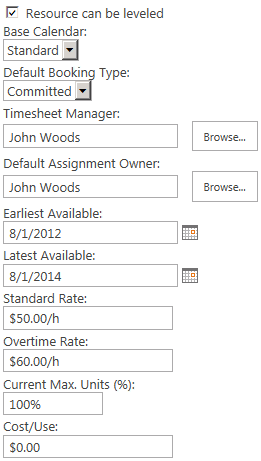 Resource can be leveled
Base Calendar:
Standard
Default Booking Type:
Committed
Timesheet Manager:
John Woods Browse...
Default Assignment Owner:
John Woods Browse...
Earliest Available:
8/1/2012
Latest Available:
8/1/2014
Standard Rate:
$50.00/h
Overtime Rate:
$60.00/h
Current Max. Units (%):
100%
Cost/Use:
$0.00